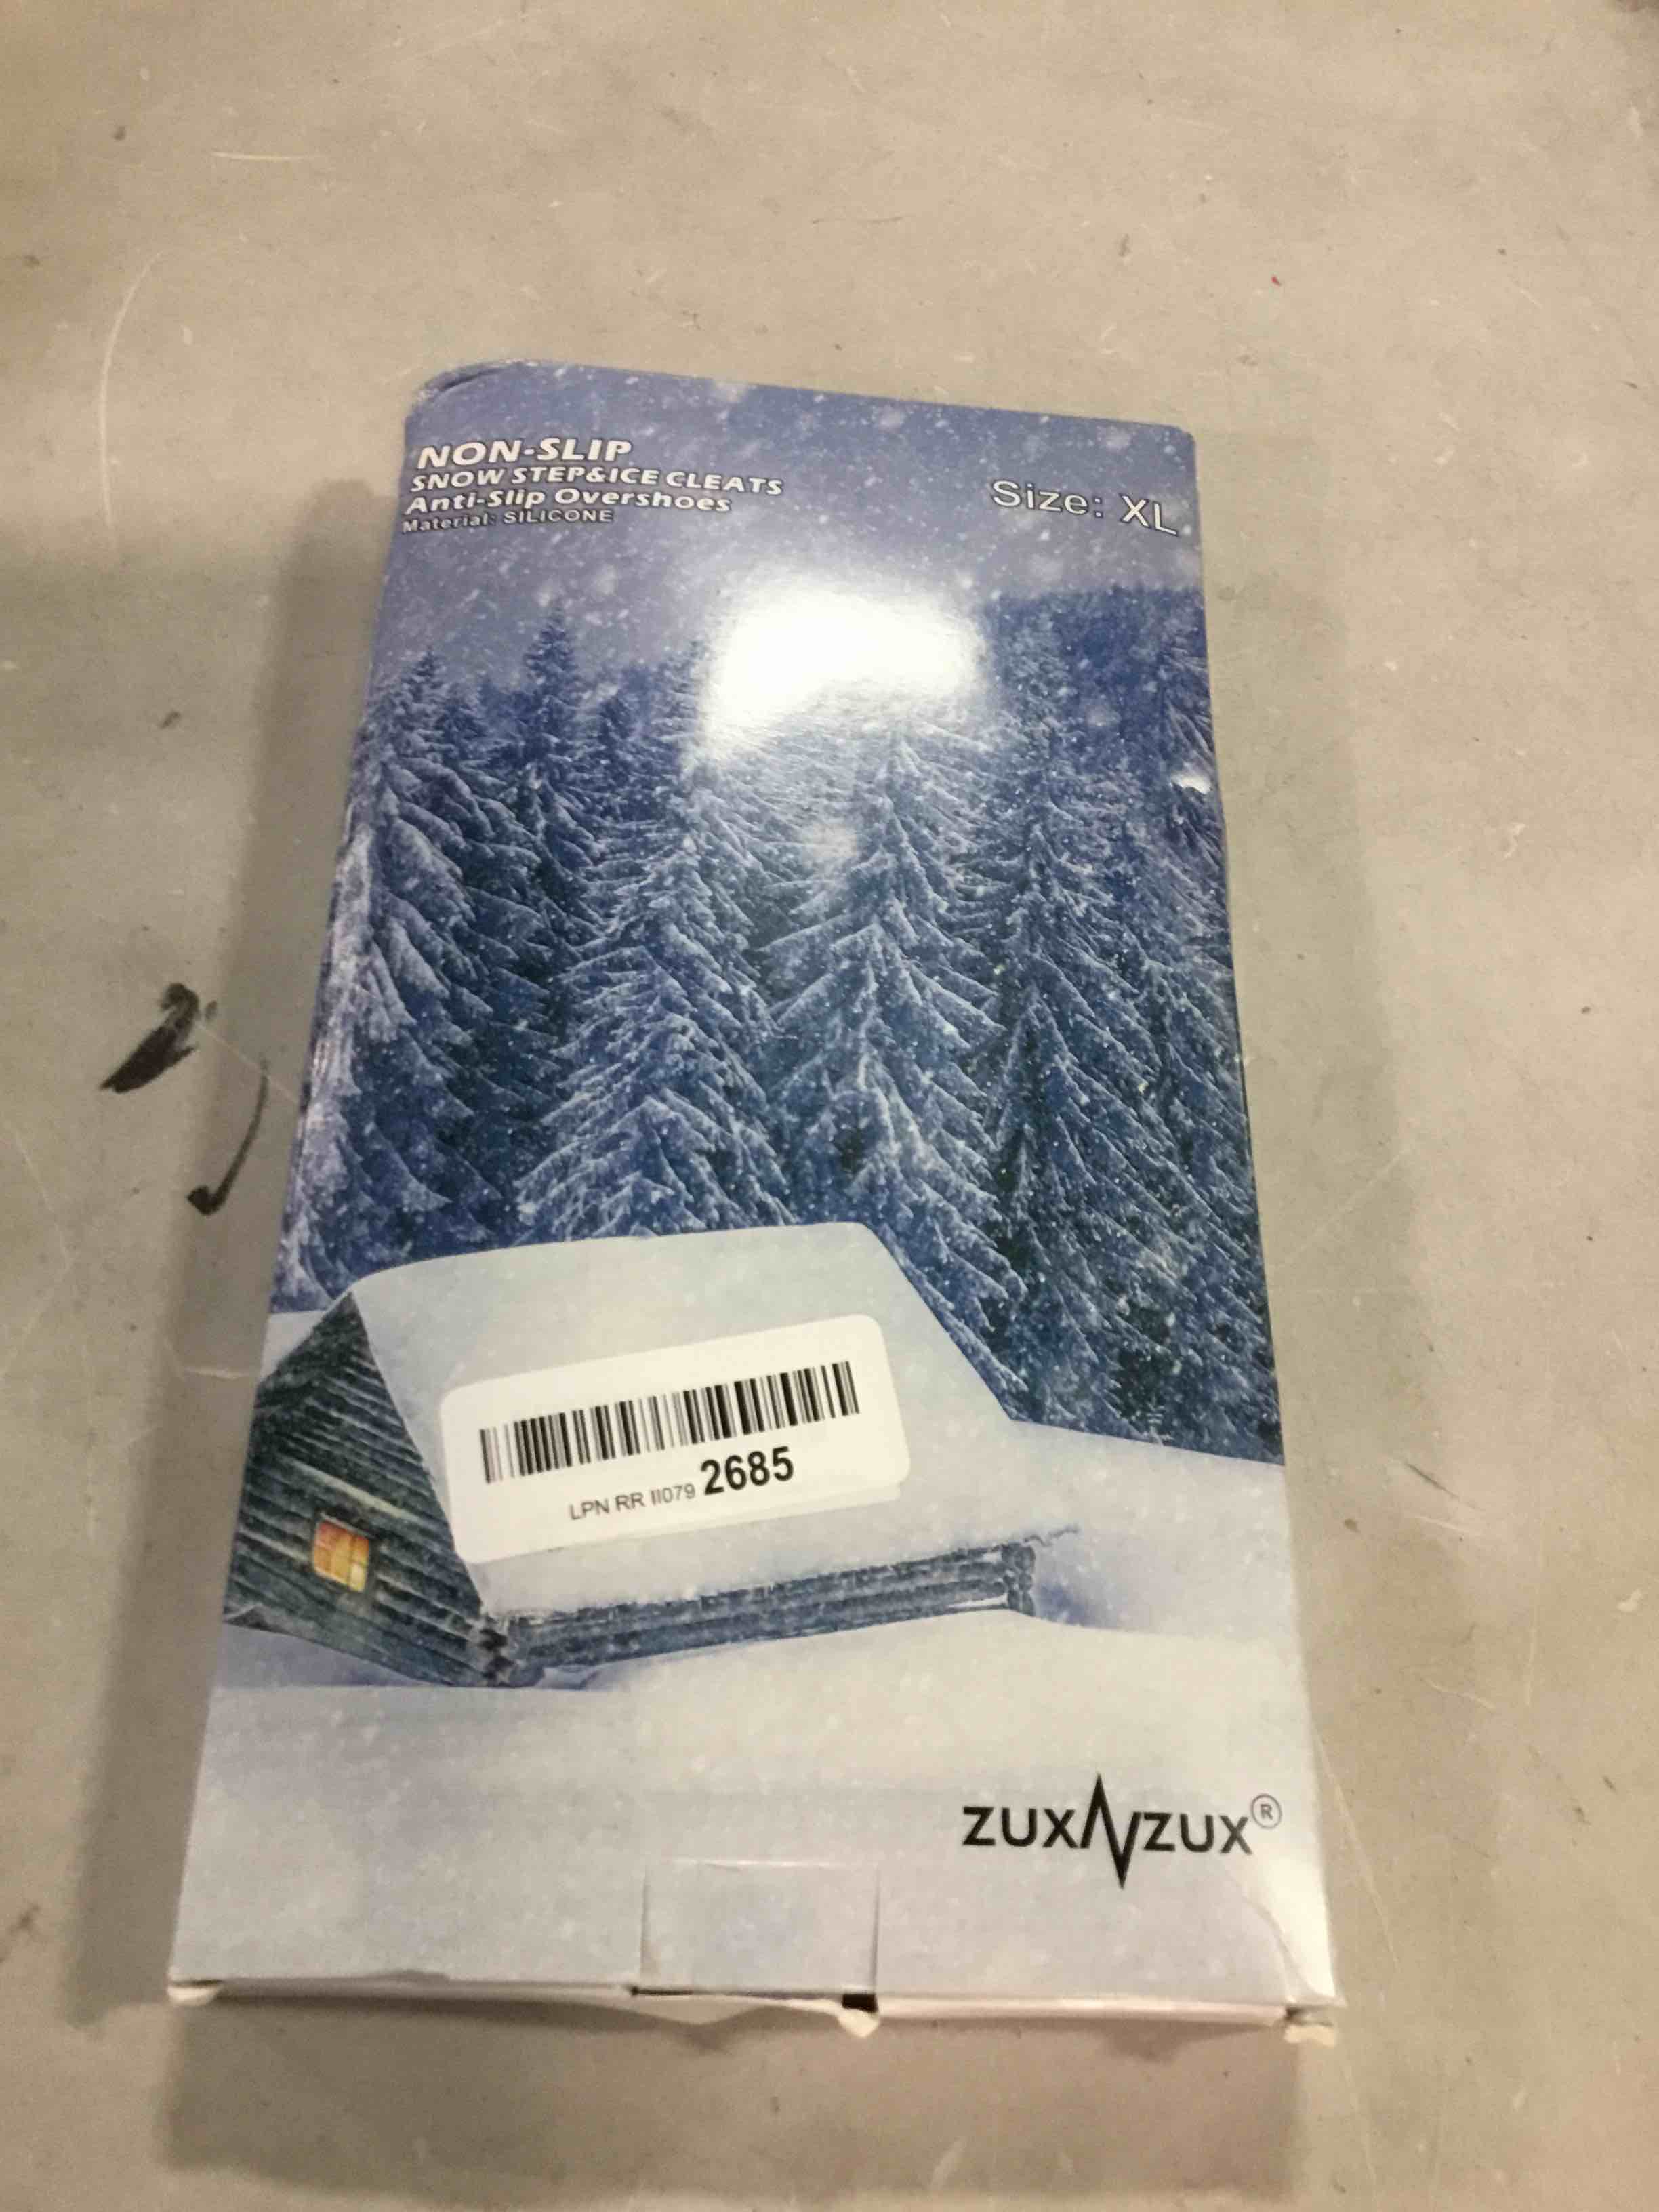 NON-SLIP
SNOW STEP&ICE CLEATS
Anti-Slip Overshoes
Material: SILICONE
Size: XL
LPN RR II079 2685
ZUXNZUX®